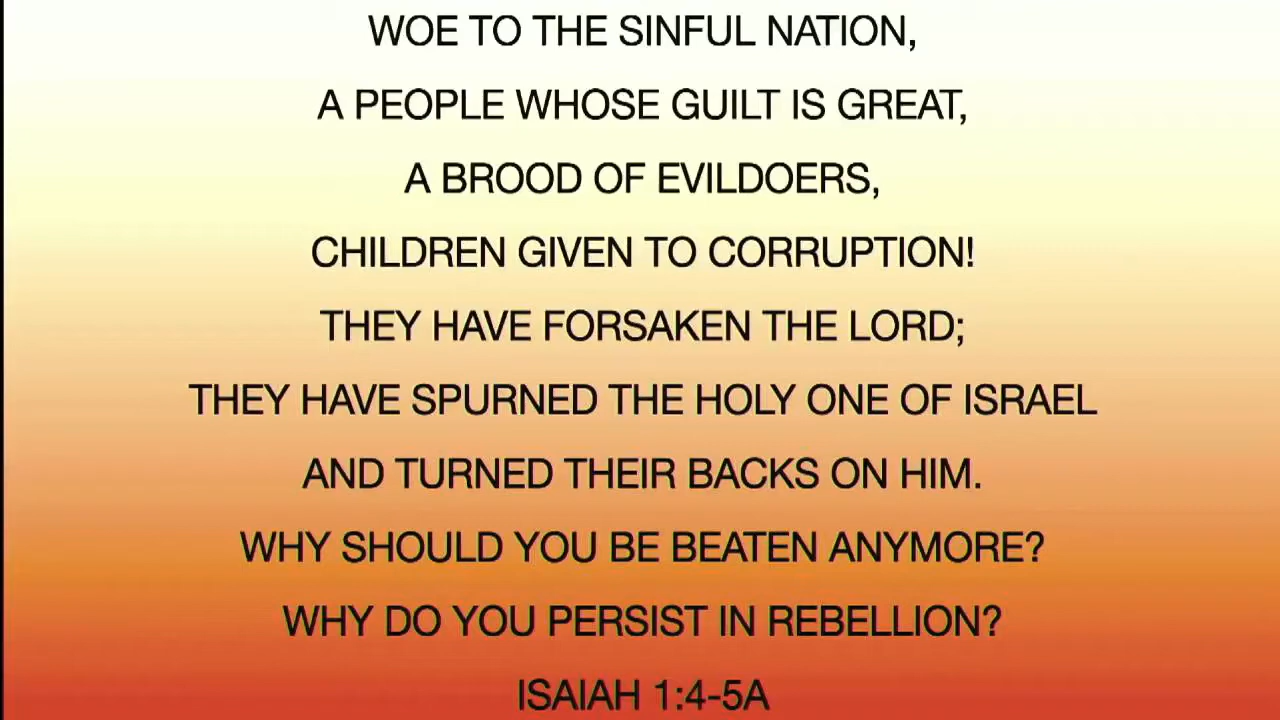 WOE TO THE SINFUL NATION,
A PEOPLE WHOSE GUILT IS GREAT,
A BROOD OF EVILDOERS,
CHILDREN GIVEN TO CORRUPTION!
THEY HAVE FORSAKEN THE LORD;
THEY HAVE SPURNED THE HOLY ONE OF ISRAEL
AND TURNED THEIR BACKS ON HIM.
WHY SHOULD YOU BE BEATEN ANYMORE?
WHY DO YOU PERSIST IN REBELLION?
ISAIAH 1:4-5A